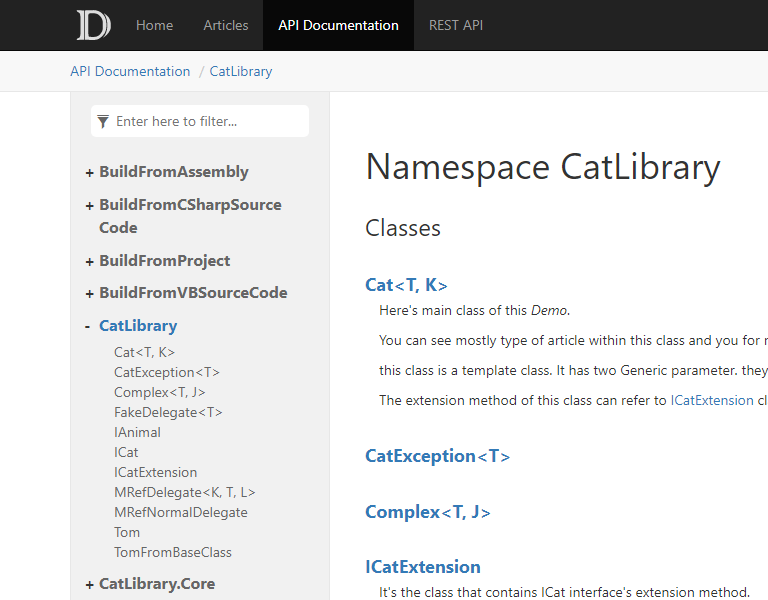 Home Articles API Documentation REST API
API Documentation / CatLibrary
Enter here to filter...
+ BuildFromAssembly
+ BuildFromCSharpSource
Code
+ BuildFromProject
+ BuildFromVBSourceCode
- CatLibrary
Cat<T, K>
CatException<T>
Complex<T, J>
FakeDelegate<T>
IAnimal
ICat
ICatExtension
MRefDelegate<K, T, L>
MRefNormalDelegate
Tom
TomFromBaseClass
+ CatLibrary.Core
Namespace CatLibrary
Classes
Cat<T, K>
Here's main class of this Demo.
You can see mostly type of article within this class and you for
this class is a template class. It has two Generic parameter. they
The extension method of this class can refer to ICatExtension
CatException<T>
Complex<T, J>
ICatExtension
It's the class that contains ICat interface's extension method.